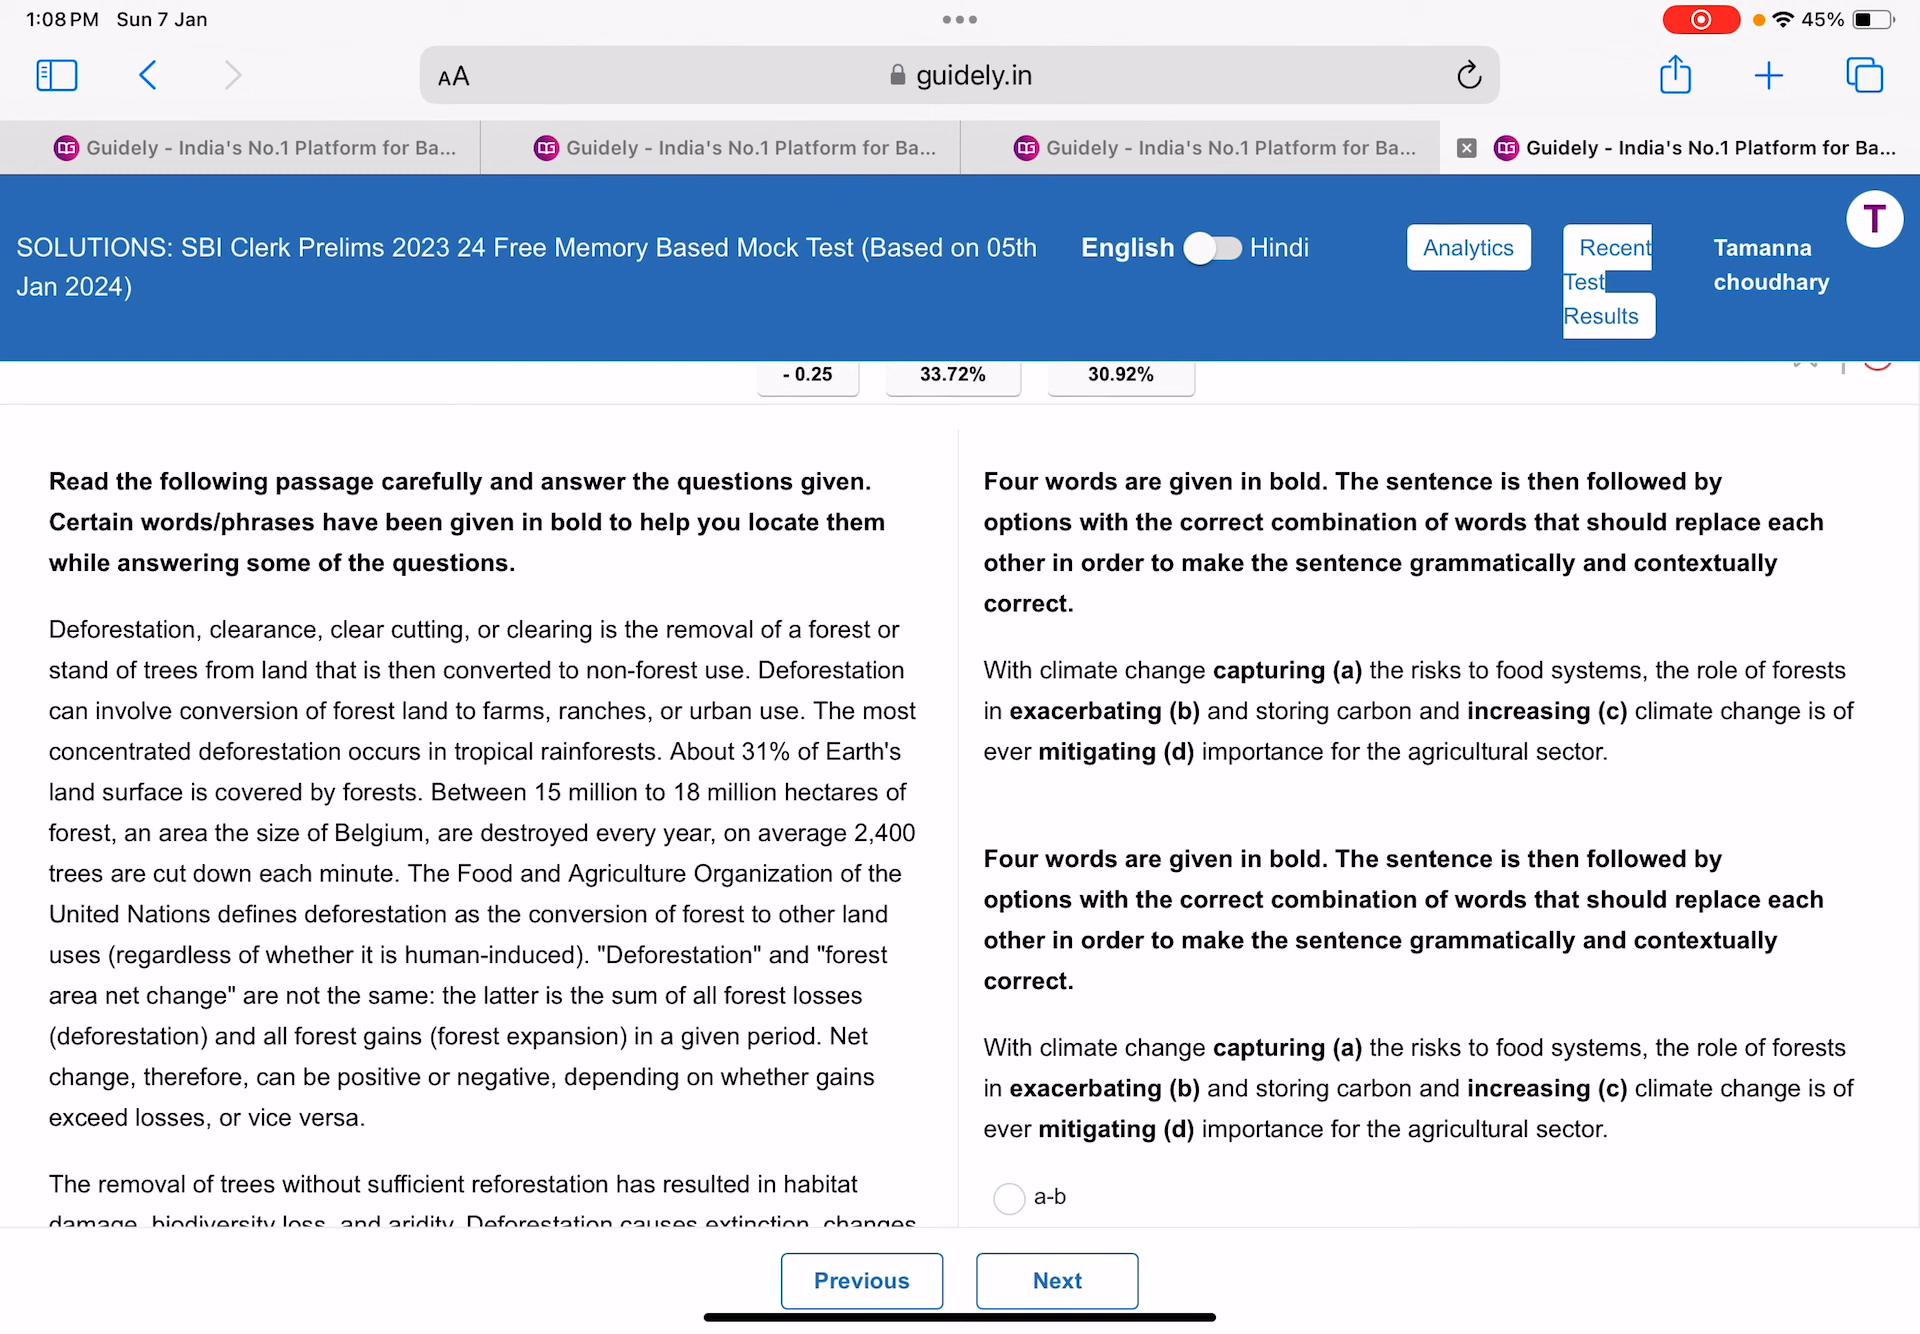 1:08 PM Sun 7 Jan
45%
AA
guidely.in
Guidely - India's No.1 Platform for Ba...
Guidely - India's No.1 Platform for Ba...
Guidely - India's No.1 Platform for Ba...
Guidely - India's No.1 Platform for Ba...
SOLUTIONS: SBI Clerk Prelims 2023 24 Free Memory Based Mock Test (Based on 05th
Jan 2024)
English Hindi
Analytics
Recent
Test
Results
Tamanna
choudhary
T
- 0.25
33.72%
30.92%
Read the following passage carefully and answer the questions given.
Certain words/phrases have been given in bold to help you locate them
while answering some of the questions.
Deforestation, clearance, clear cutting, or clearing is the removal of a forest or
stand of trees from land that is then converted to non-forest use. Deforestation
can involve conversion of forest land to farms, ranches, or urban use. The most
concentrated deforestation occurs in tropical rainforests. About 31% of Earth's
land surface is covered by forests. Between 15 million to 18 million hectares of
forest, an area the size of Belgium, are destroyed every year, on average 2,400
trees are cut down each minute. The Food and Agriculture Organization of the
United Nations defines deforestation as the conversion of forest to other land
uses (regardless of whether it is human-induced). "Deforestation" and "forest
area net change" are not the same: the latter is the sum of all forest losses
(deforestation) and all forest gains (forest expansion) in a given period. Net
change, therefore, can be positive or negative, depending on whether gains
exceed losses, or vice versa.
The removal of trees without sufficient reforestation has resulted in habitat
damage, biodiversity loss, and aridity. Deforestation causes extinction, changes
Four words are given in bold. The sentence is then followed by
options with the correct combination of words that should replace each
other in order to make the sentence grammatically and contextually
correct.
With climate change capturing (a) the risks to food systems, the role of forests
in exacerbating (b) and storing carbon and increasing (c) climate change is of
ever mitigating (d) importance for the agricultural sector.
Four words are given in bold. The sentence is then followed by
options with the correct combination of words that should replace each
other in order to make the sentence grammatically and contextually
correct.
With climate change capturing (a) the risks to food systems, the role of forests
in exacerbating (b) and storing carbon and increasing (c) climate change is of
ever mitigating (d) importance for the agricultural sector.
a-b
Previous
Next